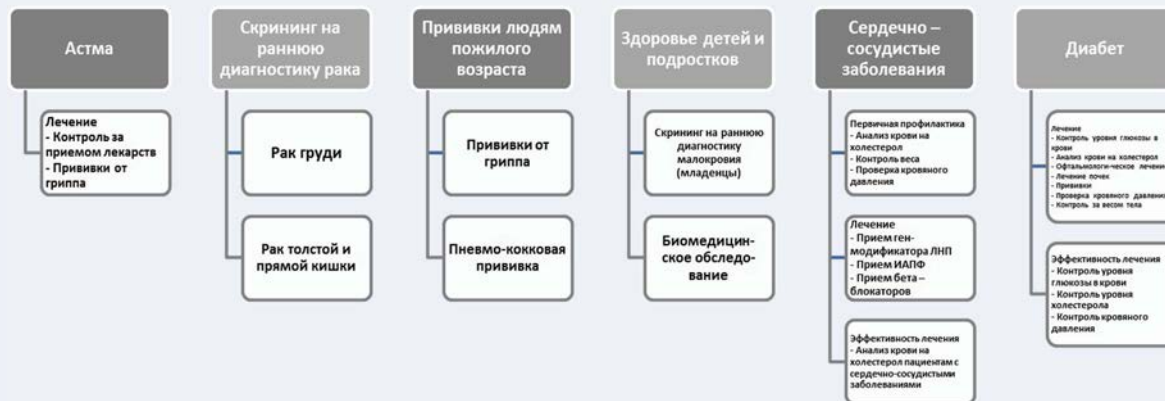 Астма
Лечение
- Контроль за
приемом лекарств
- Прививки от
гриппа
Скрининг на
раннюю
диагностику рака
Рак груди
Рак толстой и
прямой кишки
Прививки людям
пожилого
возраста
Прививки от
гриппа
Пневмо-кокковая
прививка
Здоровье детей и
подростков
Скрининг на раннюю
диагностику
малокровия
(младенцы)
Биомедицин-
ское обследо-
вание
Сердечно –
сосудистые
заболевания
Первичная профилактика
- Анализ крови на
холестерол
- Контроль веса
- Проверка кровяного
давления
Лечение
- Прием ген-
модификатора ЛНП
- Прием ИАПФ
- Прием бета –
блокаторов
Эффективность лечения
- Анализ крови на
холестерол пациентам с
сердечно-сосудистыми
заболеваниями
Диабет
Лечение
- Контроль уровня глюкозы в
крови
- Анализ крови на холестерол
- Офтальмологи-ческое лечение
- Лечение почек
- Прививки
- Проверка кровяного давления
- Контроль за весом тела
Эффективность лечения
- Контроль уровня
глюкозы в крови
- Контроль уровня
холестерола
- Контроль кровяного
давления